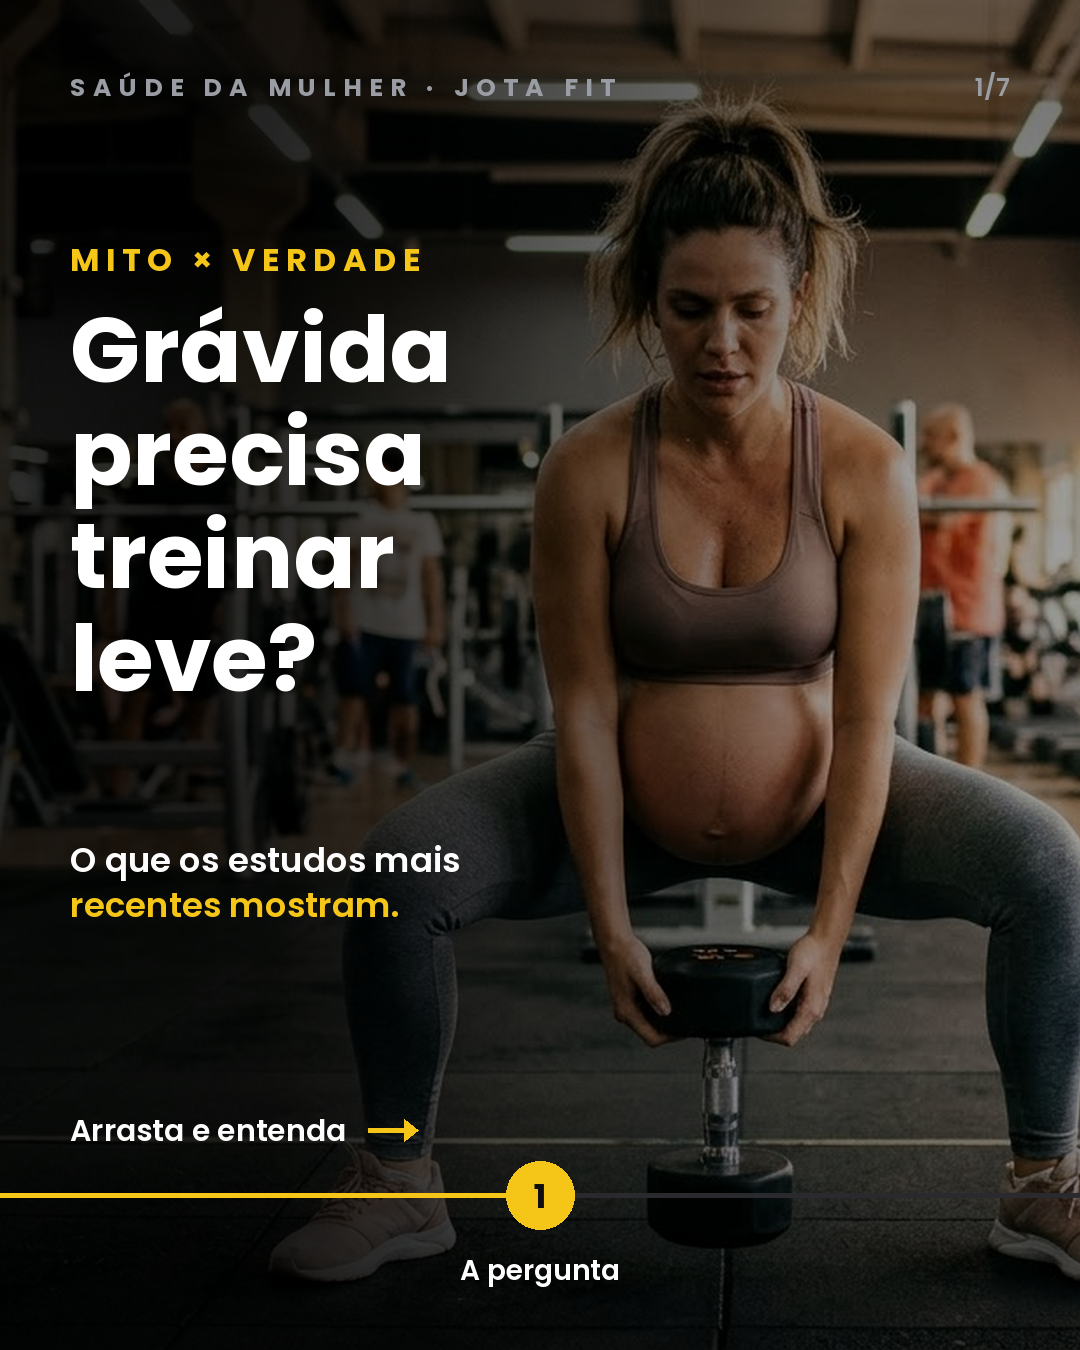 SAÚDE DA MULHER · JOTA FIT
1/7
MITO × VERDADE
Grávida
precisa
treinar
leve?
O que os estudos mais
recentes mostram.
Arrasta e entenda
1
A pergunta